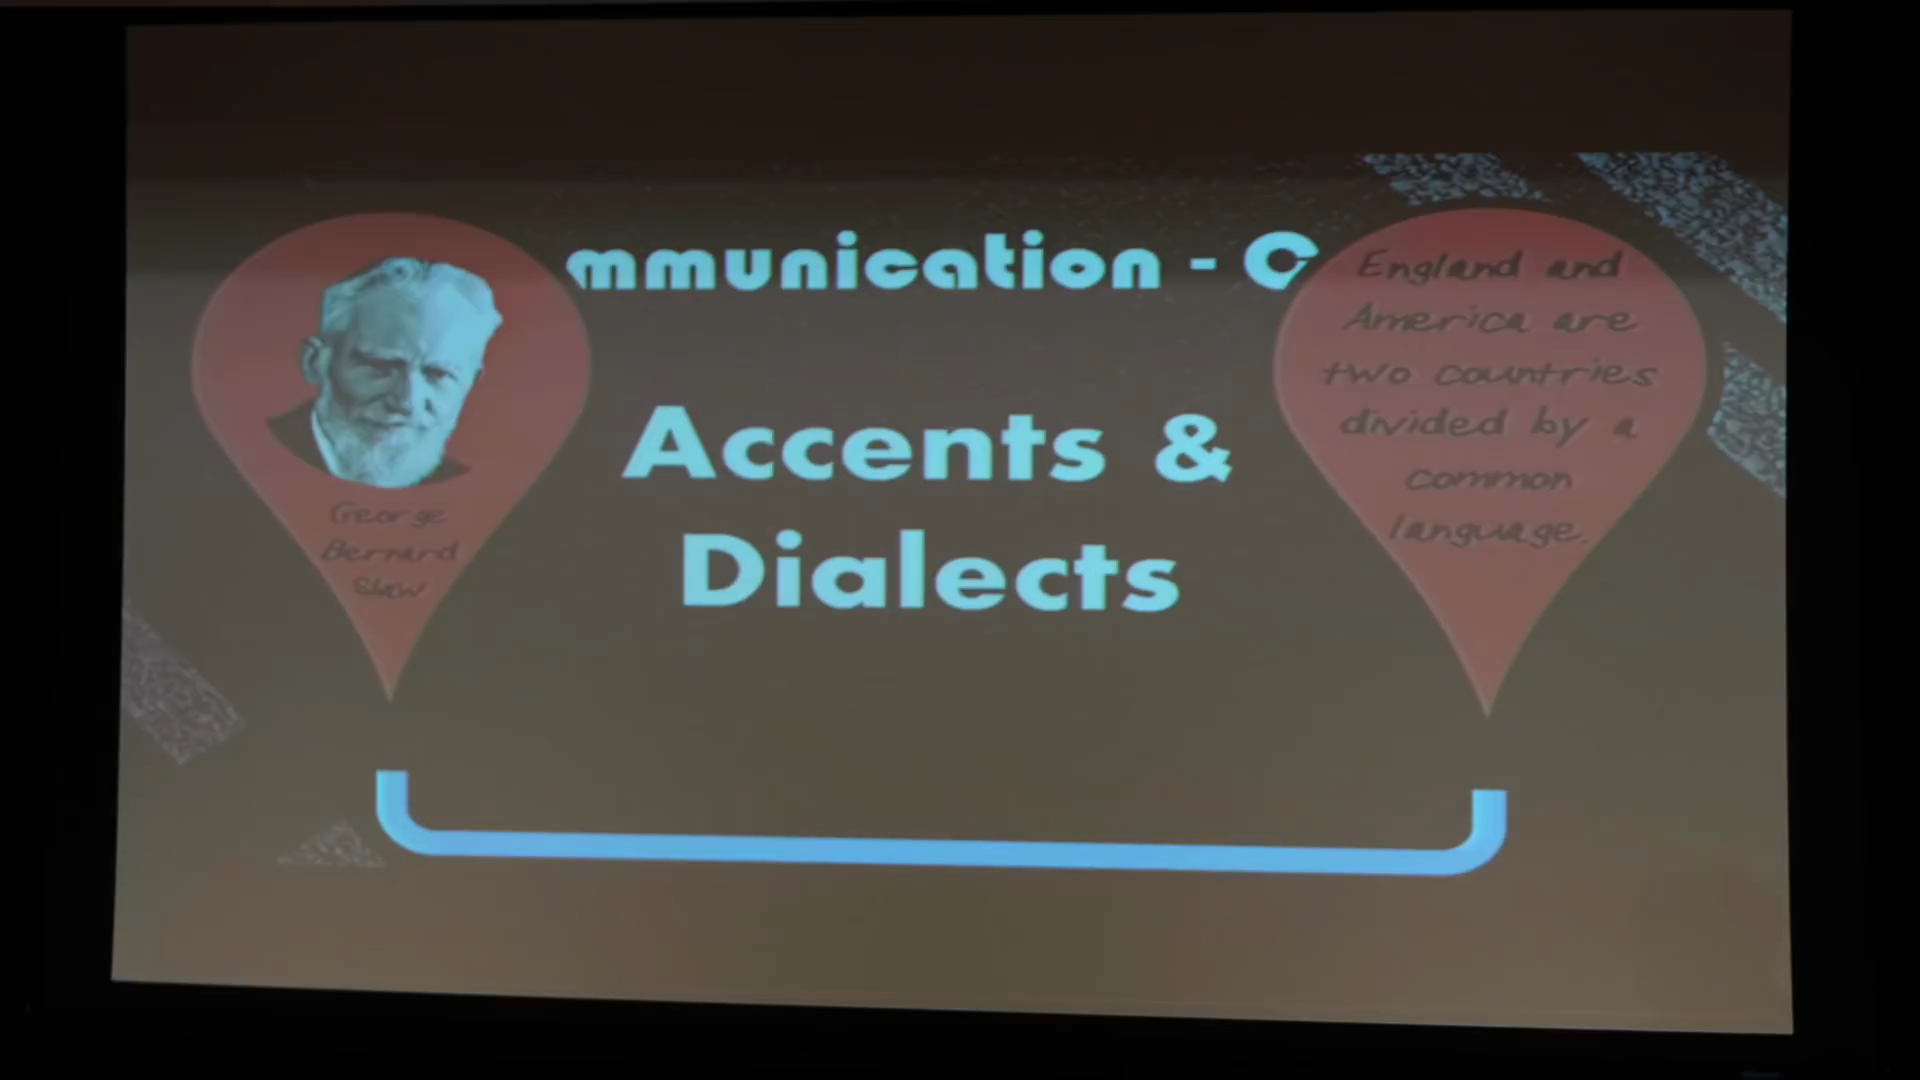 mmunication - C
Accents &
Dialects
George
Bernard
Shaw
England and
America are
two countries
divided by a
common
language.